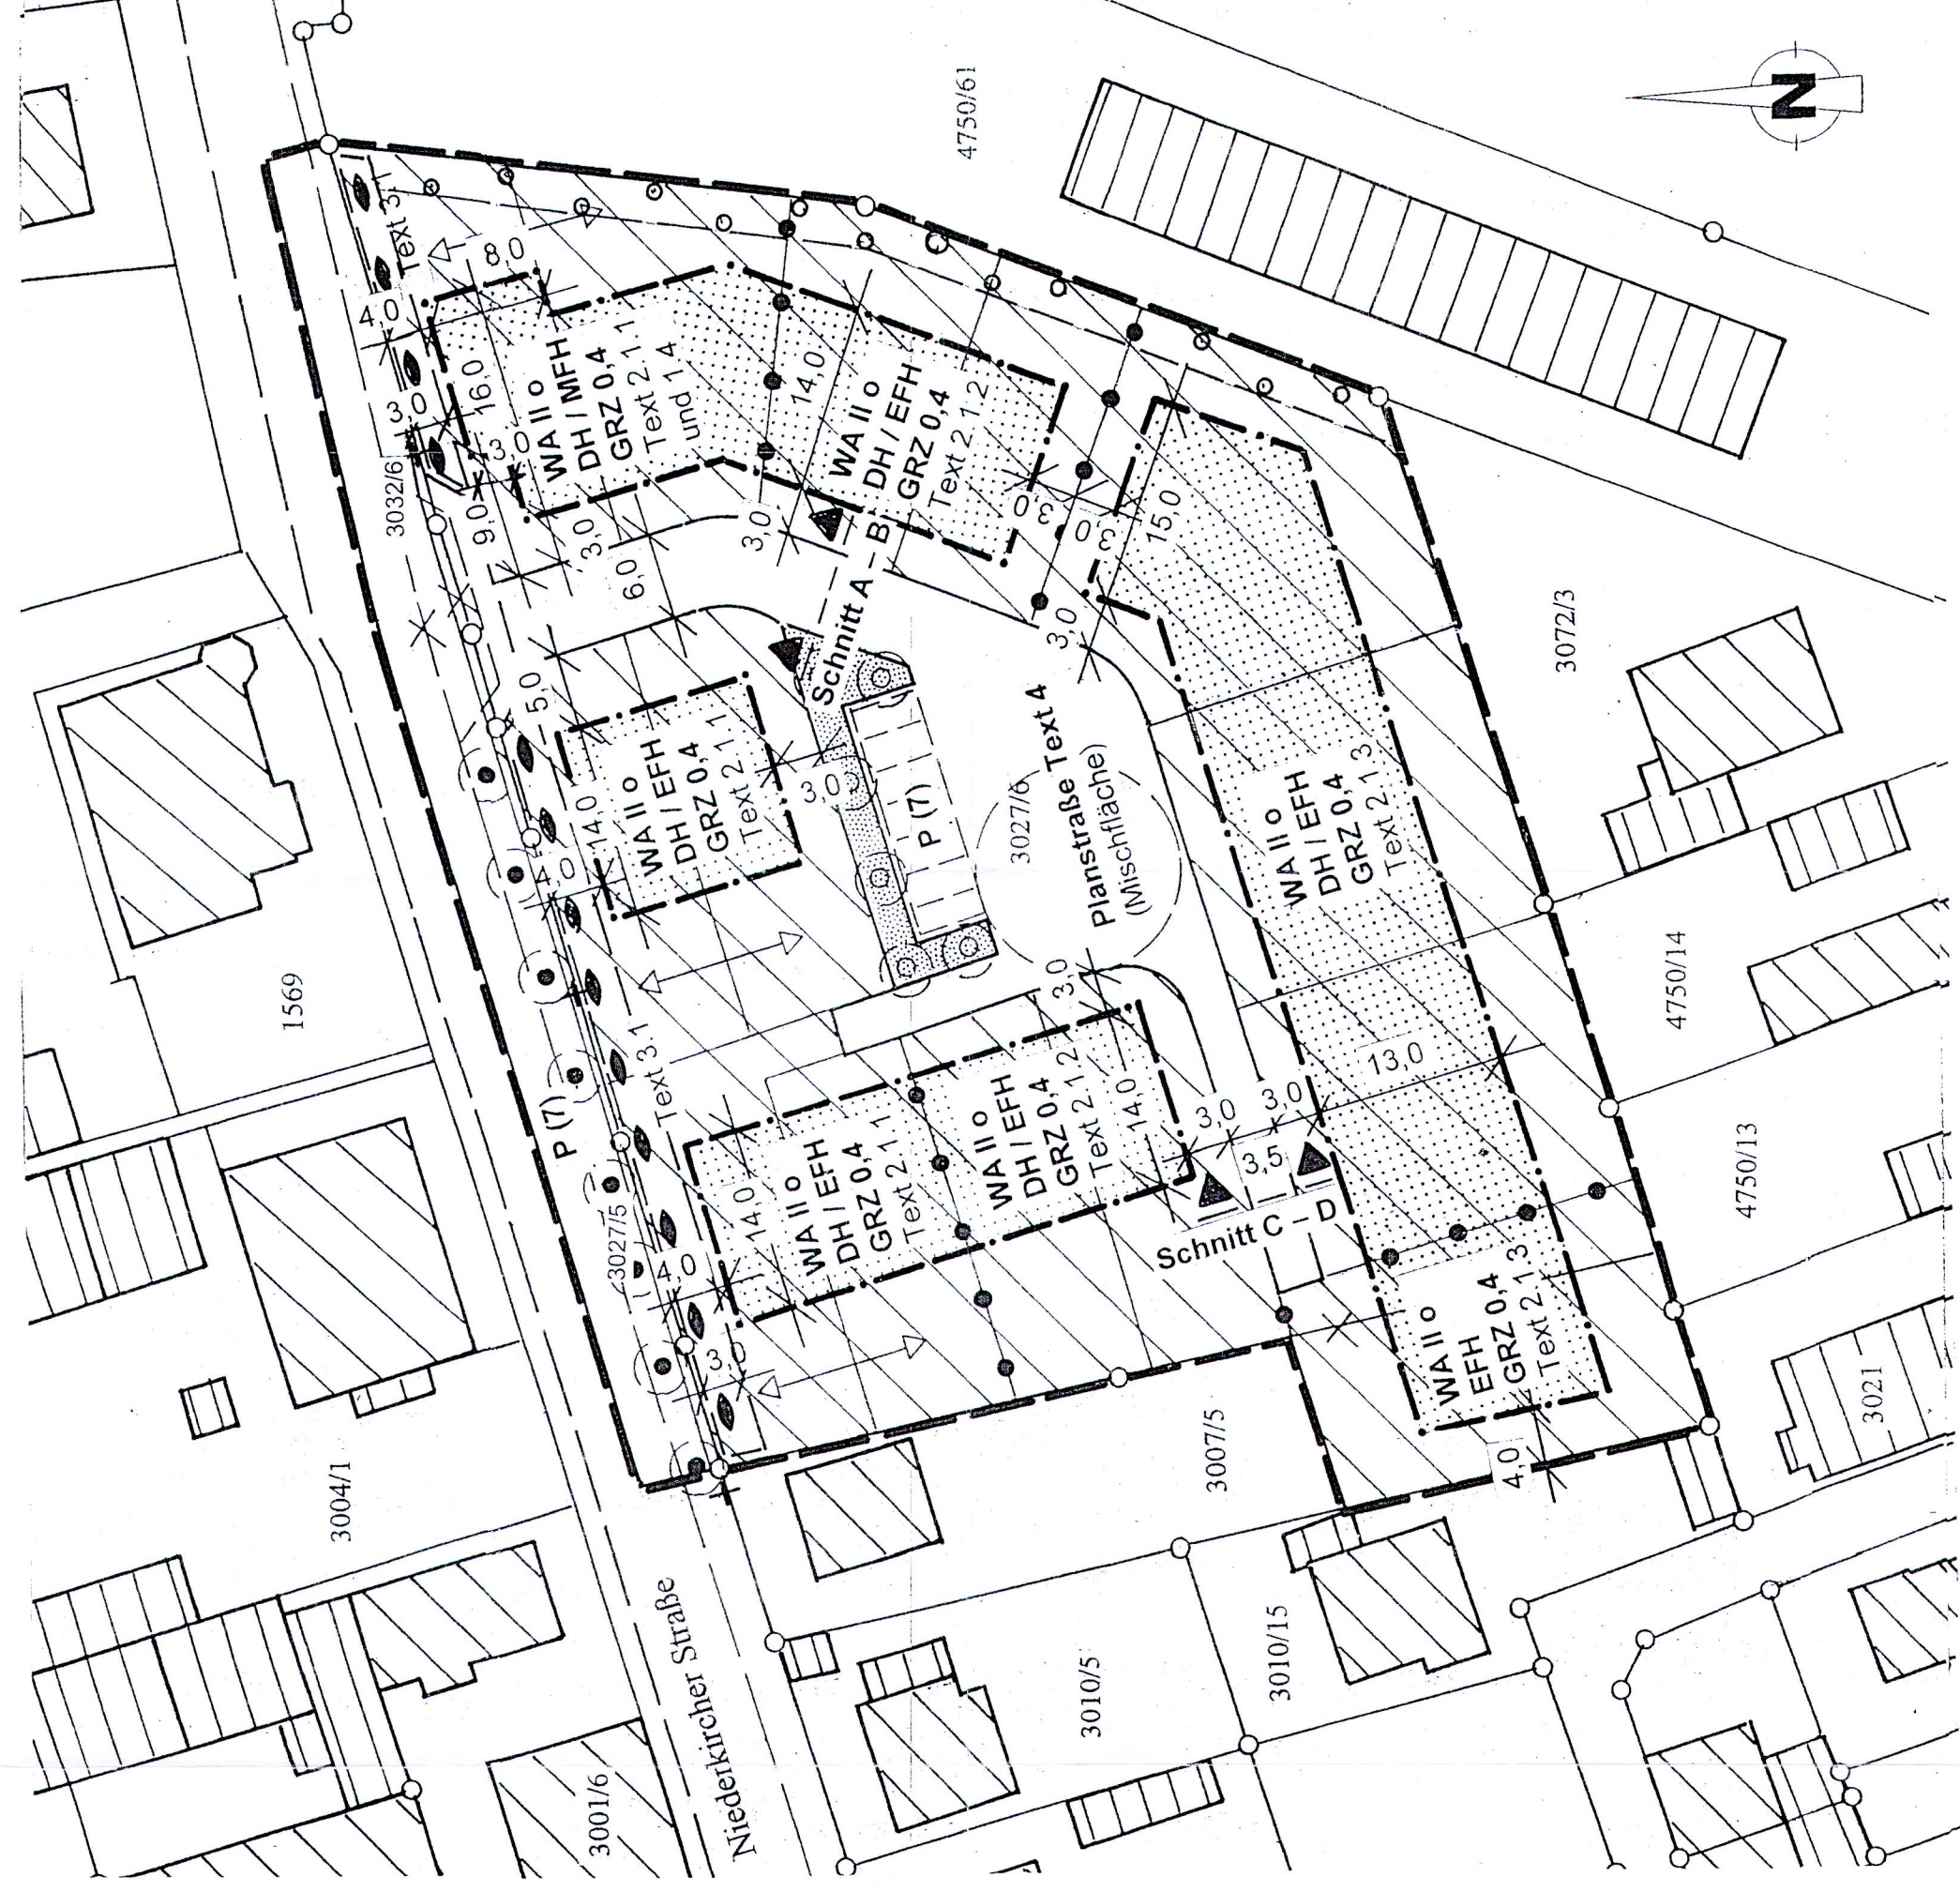 4750/61
N
Text 3.1
8,0
4,0
3,0
16,0
3,0
9,0
3032/6
WA II o
DH / MFH
GRZ 0,4
Text 2.1.1
und 1.4
14,0
WA II o
DH / EFH
GRZ 0,4
Text 2.1.2
3,0
6,0
3,0
3,0
3,0
15,0
3,0
Schnitt A – B
5,0
14,0
4,0
WA II o
DH / EFH
GRZ 0,4
Text 2.1.1
3,0
P (7)
3027/6
Planstraße Text 4
(Mischfläche)
3072/3
WA II o
DH / EFH
GRZ 0,4
Text 2.1.3
1569
P (7)
Text 3.1
3,0
13,0
4750/14
3027/5
4,0
14,0
WA II o
DH / EFH
GRZ 0,4
Text 2.1.1
WA II o
DH / EFH
GRZ 0,4
Text 2.1.2
14,0
3,0
3,0
3,5
Schnitt C – D
4750/13
3,0
WA II o
EFH
GRZ 0,4
Text 2.1.3
4,0
3021
3004/1
3007/5
3010/5
3010/15
Niederkircher Straße
3001/6